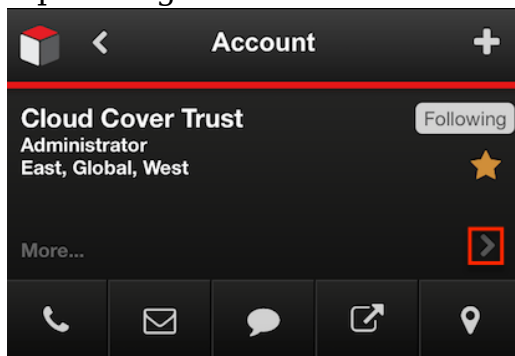 Account
Cloud Cover Trust
Following
Administrator
East, Global, West
More...